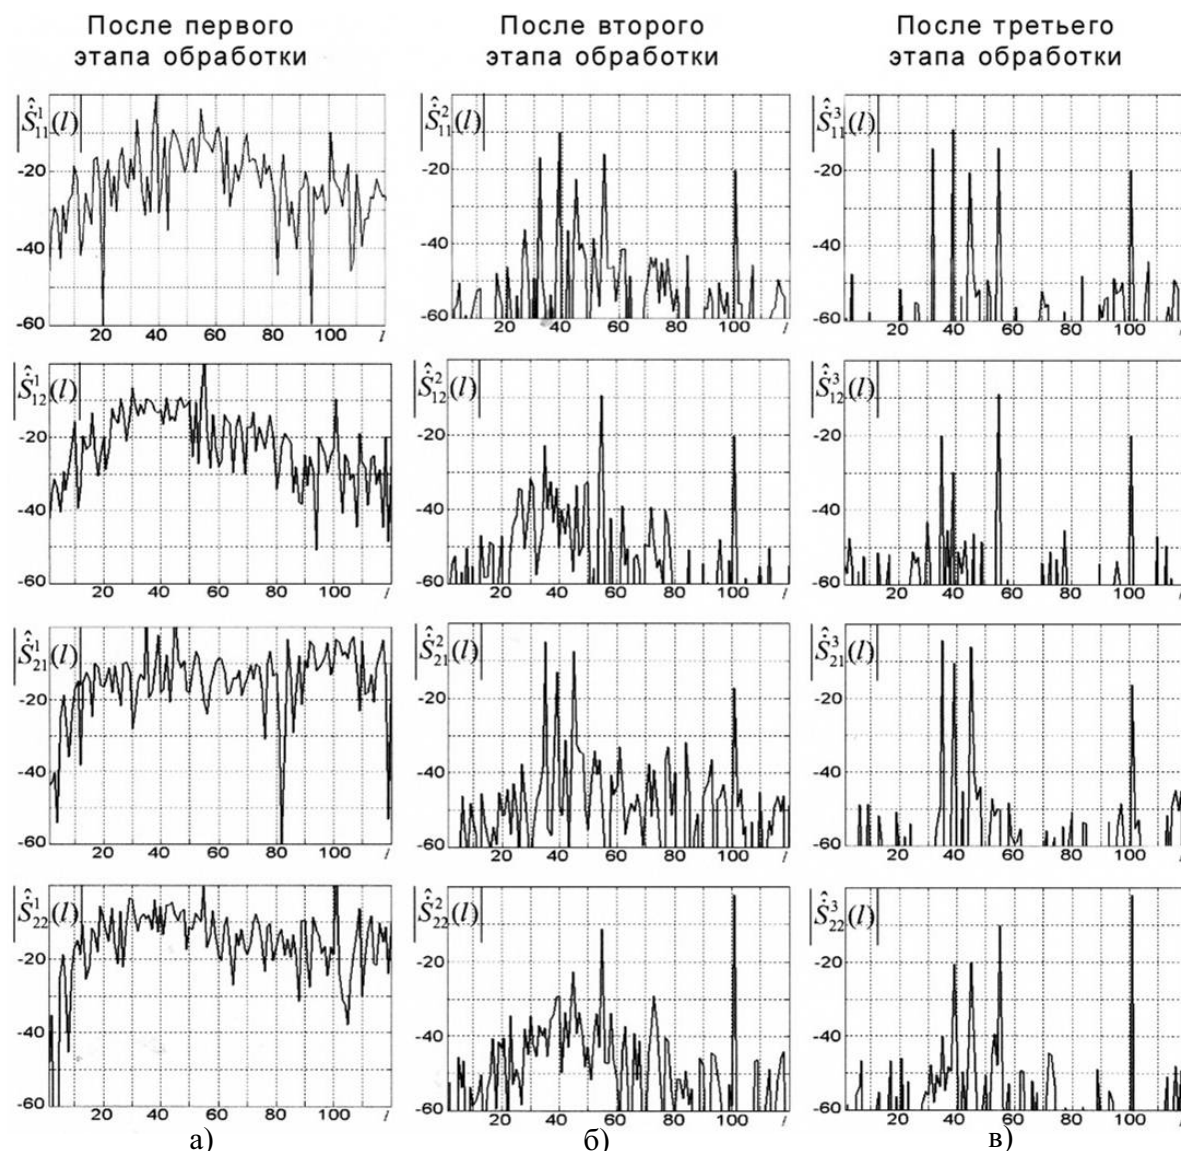 После первого
этапа обработки
После второго
этапа обработки
После третьего
этапа обработки
|Ŝ¹₁₁(l)|
-20
-40
-60
20 40 60 80 100 l
|Ŝ²₁₁(l)|
-20
-40
-60
20 40 60 80 100 l
|Ŝ³₁₁(l)|
-20
-40
-60
20 40 60 80 100 l
|Ŝ¹₁₂(l)|
-20
-40
-60
20 40 60 80 100 l
|Ŝ²₁₂(l)|
-20
-40
-60
20 40 60 80 100 l
|Ŝ³₁₂(l)|
-20
-40
-60
20 40 60 80 100 l
|Ŝ¹₂₁(l)|
-20
-40
-60
20 40 60 80 100 l
|Ŝ²₂₁(l)|
-20
-40
-60
20 40 60 80 100 l
|Ŝ³₂₁(l)|
-20
-40
-60
20 40 60 80 100 l
|Ŝ¹₂₂(l)|
-20
-40
-60
20 40 60 80 100 l
|Ŝ²₂₂(l)|
-20
-40
-60
20 40 60 80 100 l
|Ŝ³₂₂(l)|
-20
-40
-60
20 40 60 80 100 l
а)
б)
в)